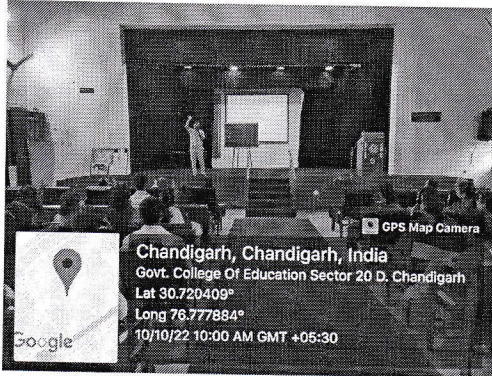 GPS Map Camera
Chandigarh, Chandigarh, India
Govt. College Of Education Sector 20 D. Chandigarh
Lat 30.720409°
Long 76.777884°
10/10/22 10:00 AM GMT +05:30
Google